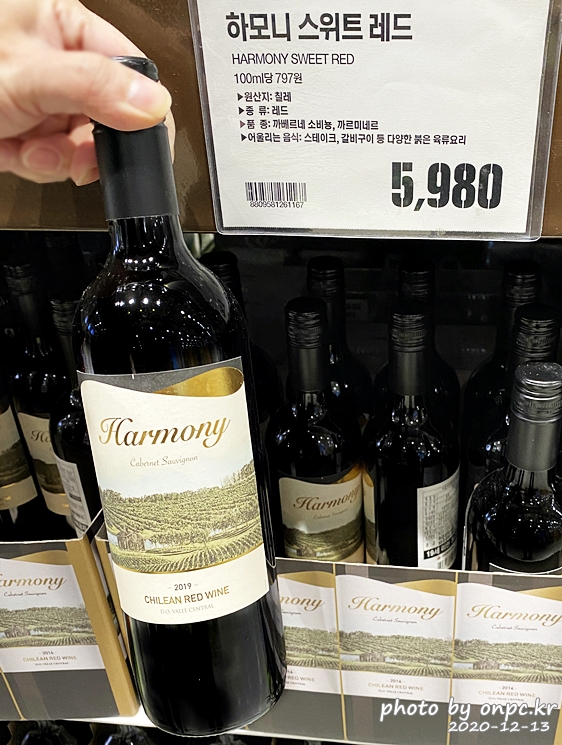 하모니 스위트 레드
HARMONY SWEET RED
100ml당 797원
▶원산지: 칠레
▶종 류: 레드
▶품 종: 까베르네 소비뇽, 까르미네르
▶어울리는 음식: 스테이크, 갈비구이 등 다양한 붉은 육류요리
8809581261167
5,980
Harmony
Cabernet Sauvignon
2019
CHILEAN RED WINE
D.O. VALLE CENTRAL
Harmony
Cabernet Sauvignon
Harmony
Cabernet Sauvignon
CHILEAN RED WINE
Harmony
Cabernet Sauvignon
CHILEAN RED WINE
Harmony
Cabernet Sauvignon
CHILEAN RED WINE
photo by onpc.kr
2020-12-13